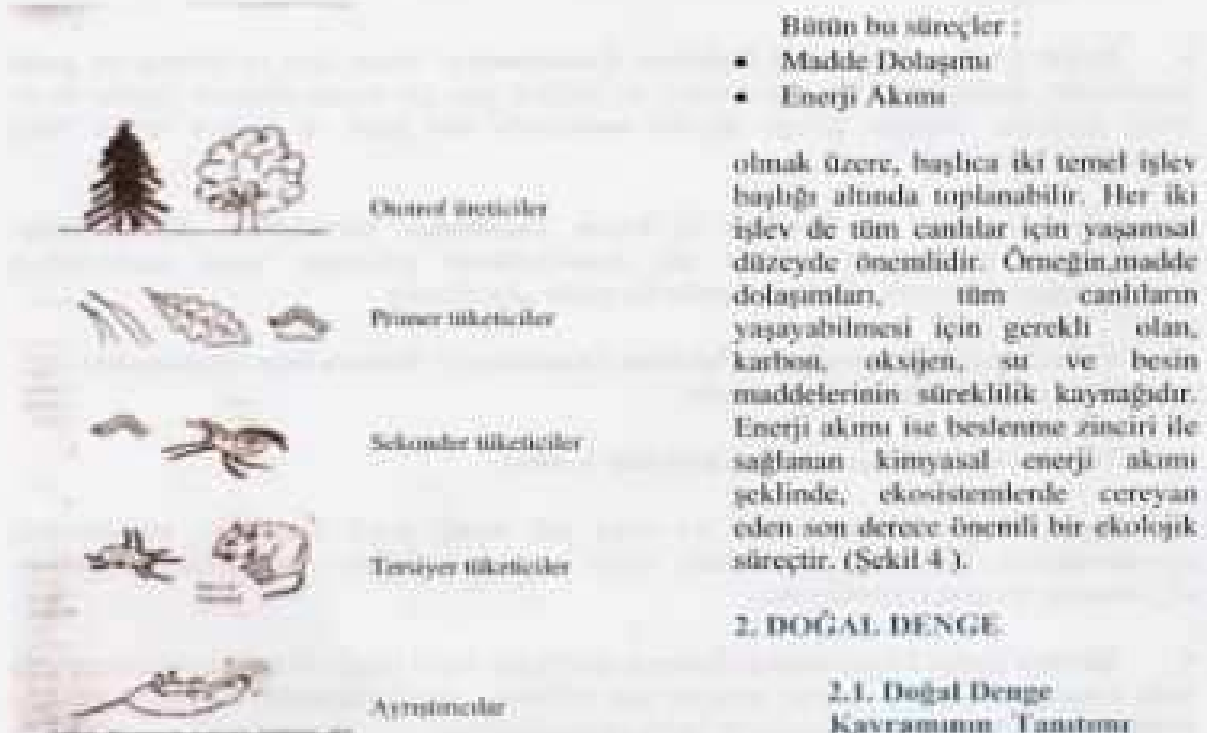 Ototrof üreticiler
Primer tüketiciler
Sekonder tüketiciler
Tersiyer tüketiciler
Ayrıştırıcılar
Bütün bu süreçler :
• Madde Dolaşımı
• Enerji Akımı
olmak üzere, başlıca iki temel işlev
başlığı altında toplanabilir. Her iki
işlev de tüm canlılar için yaşamsal
düzeyde önemlidir. Örneğin,madde
dolaşımları, tüm canlıların
yaşayabilmesi için gerekli olan,
karbon, oksijen, su ve besin
maddelerinin süreklilik kaynağıdır.
Enerji akımı ise beslenme zinciri ile
sağlanan kimyasal enerji akımı
şeklinde, ekosistemlerde cereyan
eden son derece önemli bir ekolojik
süreçtir. (Şekil 4 ).
2. DOĞAL DENGE
2.1. Doğal Denge
Kavramının Tanıtımı